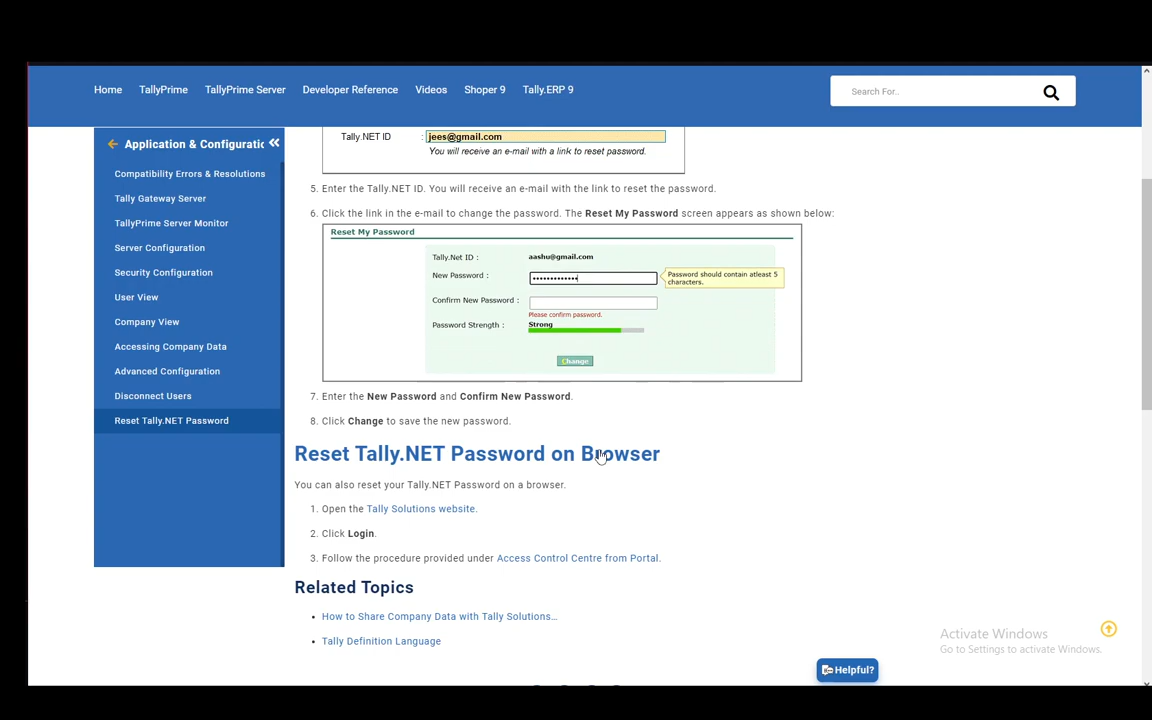 Home TallyPrime TallyPrime Server Developer Reference Videos Shoper 9 Tally.ERP 9
Search For..
Application & Configuratic
Compatibility Errors & Resolutions
Tally Gateway Server
TallyPrime Server Monitor
Server Configuration
Security Configuration
User View
Company View
Accessing Company Data
Advanced Configuration
Disconnect Users
Reset Tally.NET Password
Tally.NET ID : jees@gmail.com
You will receive an e-mail with a link to reset password.
5. Enter the Tally.NET ID. You will receive an e-mail with the link to reset the password.
6. Click the link in the e-mail to change the password. The Reset My Password screen appears as shown below:
Reset My Password
Tally.Net ID : aashu@gmail.com
New Password :
Password should contain atleast 5
characters.
Confirm New Password :
Please confirm password.
Password Strength : Strong
Change
7. Enter the New Password and Confirm New Password.
8. Click Change to save the new password.
Reset Tally.NET Password on Browser
You can also reset your Tally.NET Password on a browser.
1. Open the Tally Solutions website.
2. Click Login.
3. Follow the procedure provided under Access Control Centre from Portal.
Related Topics
• How to Share Company Data with Tally Solutions…
• Tally Definition Language
Activate Windows
Go to Settings to activate Windows.
Helpful?